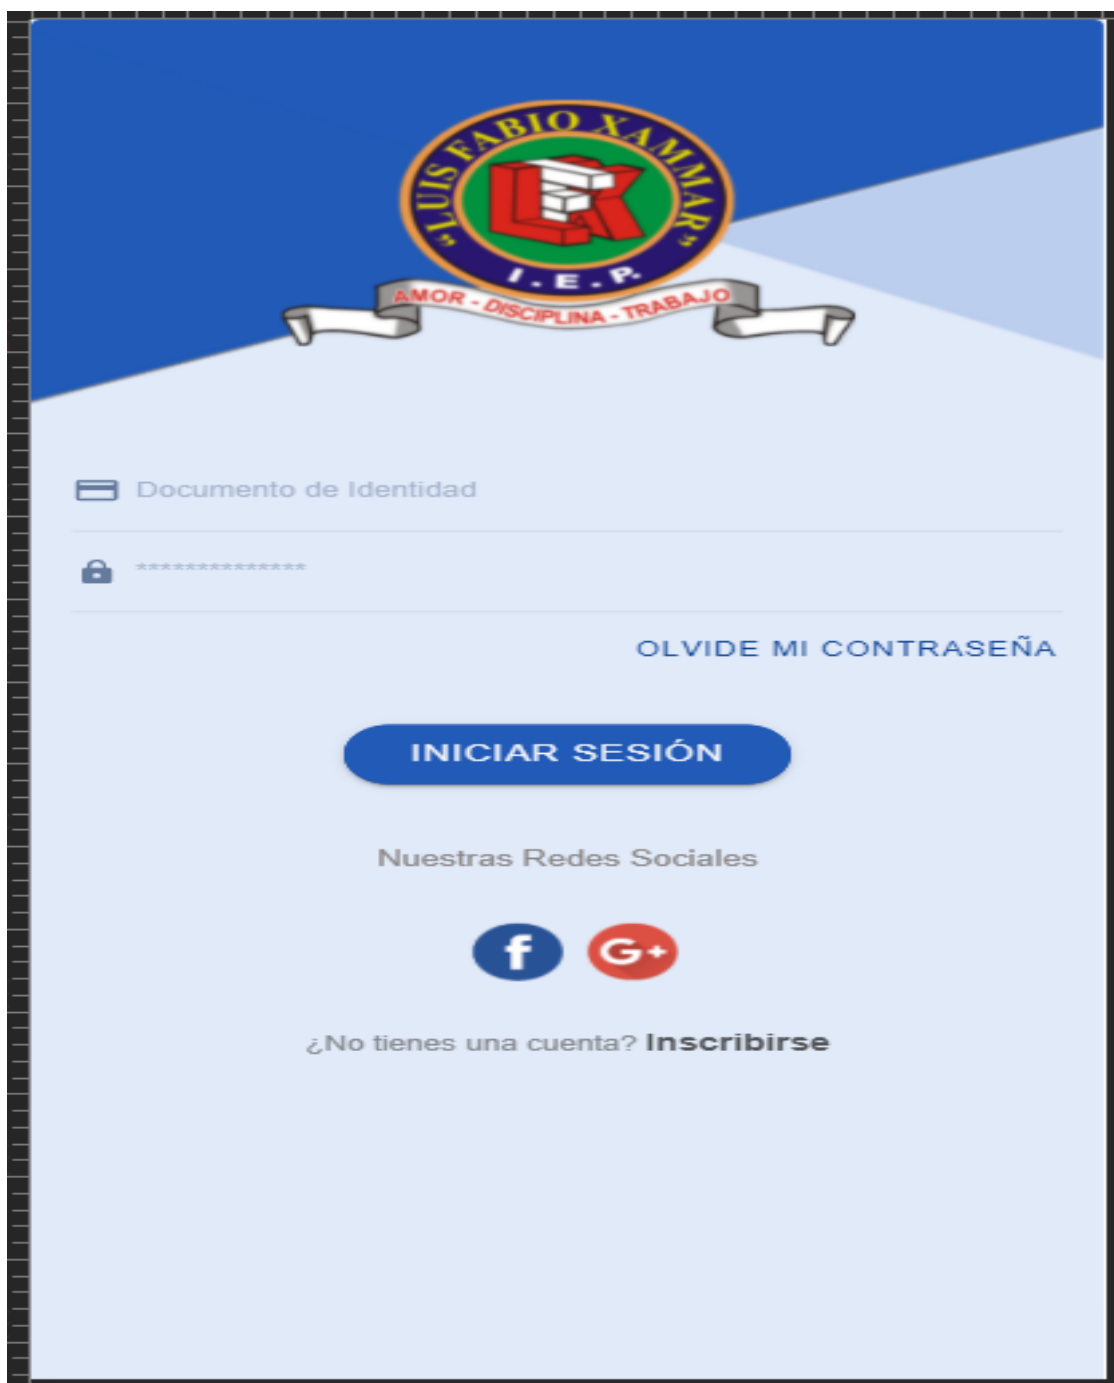 "LUIS FABIO XAMMAR"
I.E.P.
AMOR - DISCIPLINA - TRABAJO
Documento de Identidad
**************
OLVIDE MI CONTRASEÑA
INICIAR SESIÓN
Nuestras Redes Sociales
f G+
¿No tienes una cuenta? Inscribirse